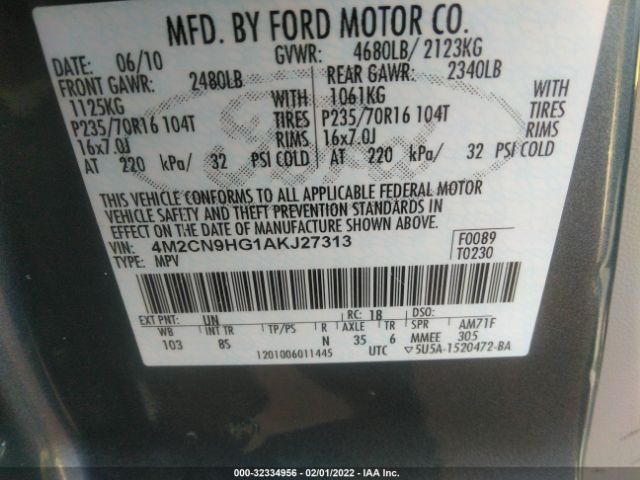 MFD. BY FORD MOTOR CO.
DATE: 06/10 GVWR: 4680LB/ 2123KG
FRONT GAWR: 2480LB REAR GAWR: 2340LB
1125KG WITH 1061KG WITH
P235/70R16 104T TIRES P235/70R16 104T TIRES
16x7.0J RIMS 16x7.0J RIMS
AT 220 kPa/ 32 PSI COLD AT 220 kPa/ 32 PSI COLD
Ford
THIS VEHICLE CONFORMS TO ALL APPLICABLE FEDERAL MOTOR
VEHICLE SAFETY AND THEFT PREVENTION STANDARDS IN
EFFECT ON THE DATE OF MANUFACTURE SHOWN ABOVE.
VIN: 4M2CN9HG1AKJ27313 F0089
TYPE: MPV T0230
EXT PNT: UN RC: 18 DSO:
WB INT TR TP/PS R AXLE TR SPR AM71F
103 85 N 35 6 MMEE 305
1201006011445 UTC ▽5U5A-1520472-BA
000-32334956 - 02/01/2022 - IAA Inc.